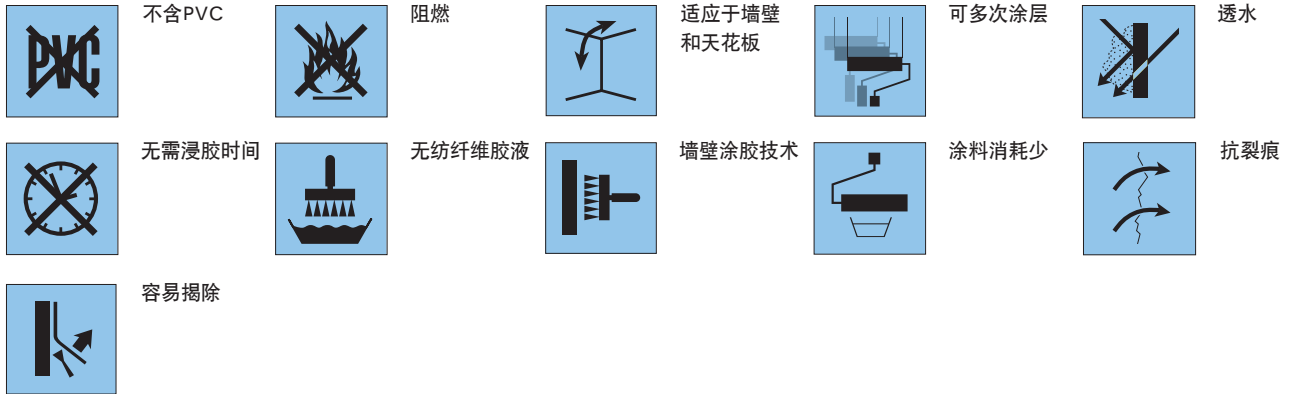 PVC
不含PVC
阻燃
适应于墙壁
和天花板
可多次涂层
透水
无需浸胶时间
无纺纤维胶液
墙壁涂胶技术
涂料消耗少
抗裂痕
容易揭除